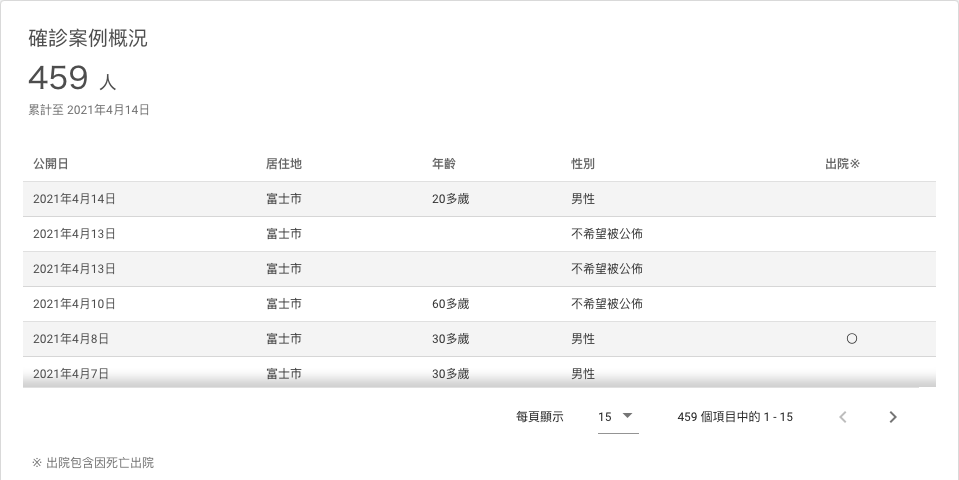 確診案例概況
459 人
累計至 2021年4月14日
公開日 居住地 年齡 性別 出院※
2021年4月14日 富士市 20多歲 男性
2021年4月13日 富士市 不希望被公佈
2021年4月13日 富士市 不希望被公佈
2021年4月10日 富士市 60多歲 不希望被公佈
2021年4月8日 富士市 30多歲 男性 〇
2021年4月7日 富士市 30多歲 男性
每頁顯示 15 459 個項目中的 1 - 15
※ 出院包含因死亡出院